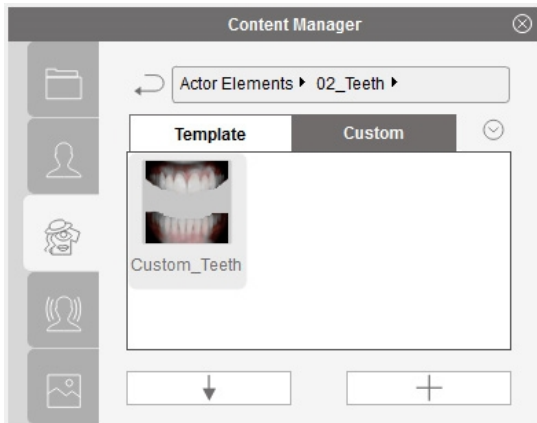 Content Manager
Actor Elements 02_Teeth
Template Custom
Custom_Teeth